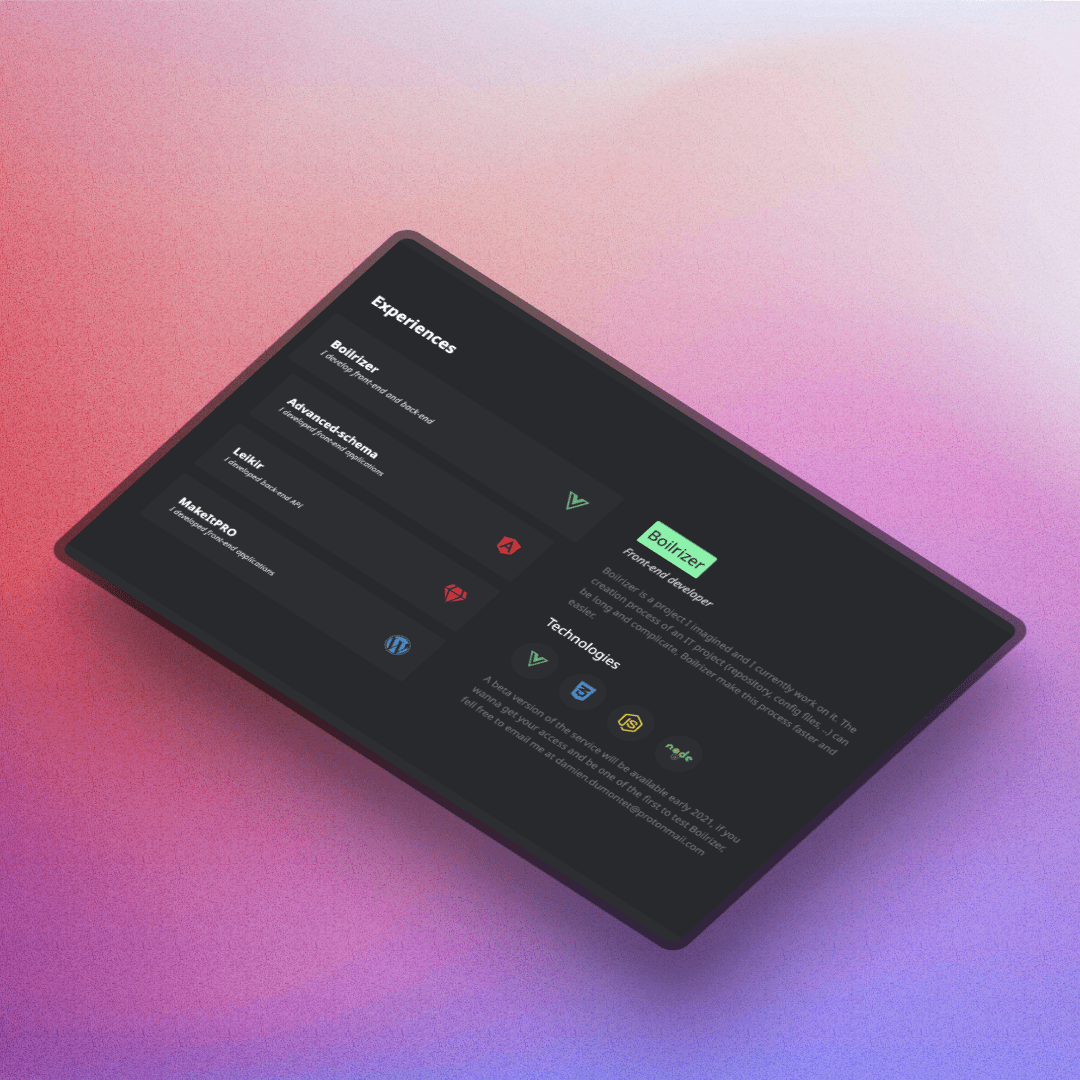 Experiences
Boilrizer
I develop front-end and back-end
Advanced-schema
I developed front-end applications
Leikir
I developed back-end API
MakeItPRO
I developed front-end applications
Boilrizer
Front-end developer
Boilrizer is a project I imagined and I currently work on it. The
creation process of an IT project (repository, config files, ...) can
be long and complicate, Boilrizer make this process faster and
easier.
Technologies
JS
node
A beta version of the service will be available early 2021, if you
wanna get your access and be one of the first to test Boilrizer,
fell free to email me at damien.dumontet@protonmail.com